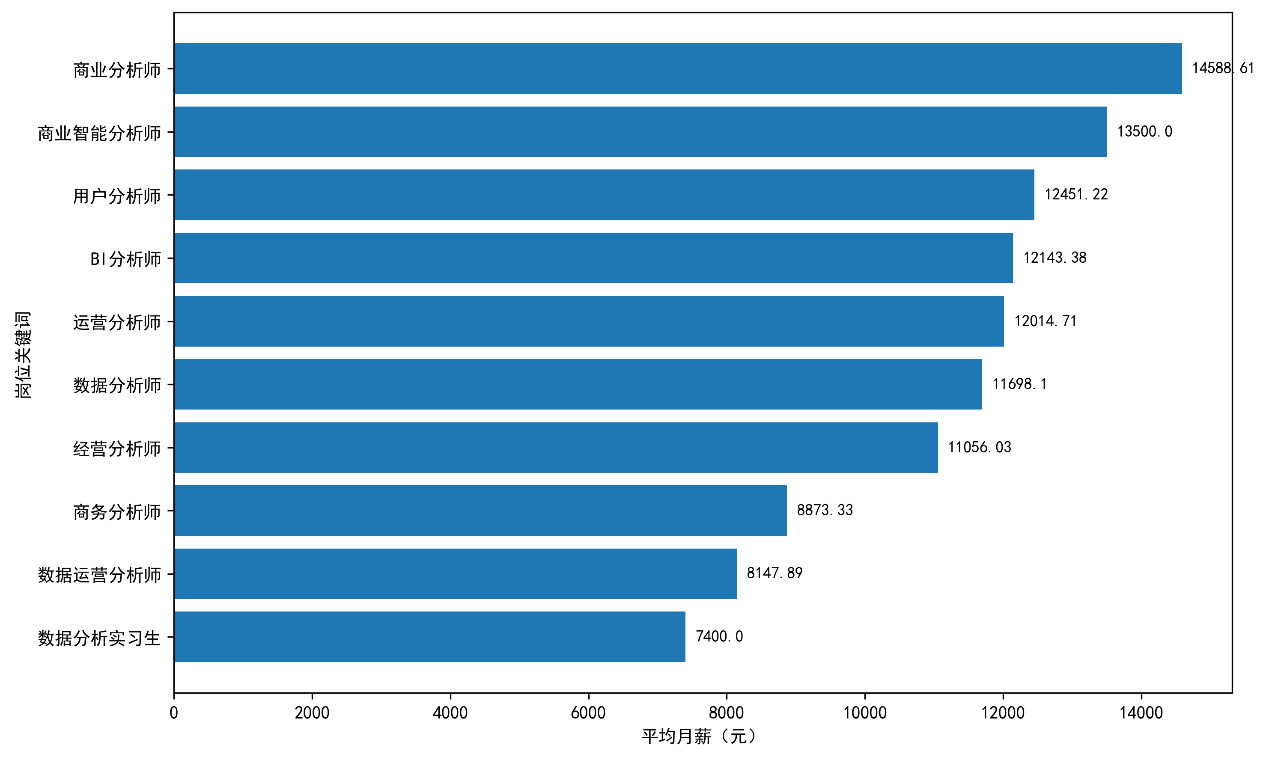 商业分析师 14588.61
商业智能分析师 13500.0
用户分析师 12451.22
BI分析师 12143.38
运营分析师 12014.71
数据分析师 11698.1
经营分析师 11056.03
商务分析师 8873.33
数据运营分析师 8147.89
数据分析实习生 7400.0
岗位关键词
0 2000 4000 6000 8000 10000 12000 14000
平均月薪（元）